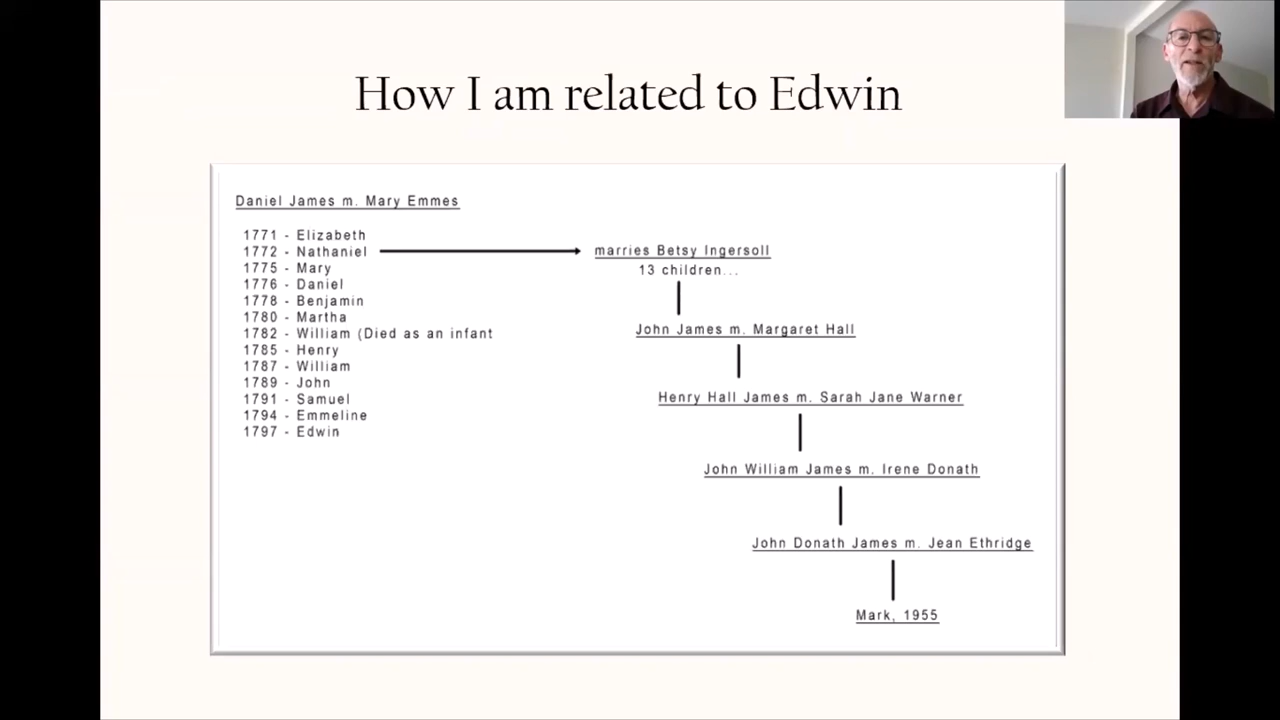 How I am related to Edwin
Daniel James m. Mary Emmes
1771 - Elizabeth
1772 - Nathaniel
1775 - Mary
1776 - Daniel
1778 - Benjamin
1780 - Martha
1782 - William (Died as an infant
1785 - Henry
1787 - William
1789 - John
1791 - Samuel
1794 - Emmeline
1797 - Edwin
marries Betsy Ingersoll
13 children...
John James m. Margaret Hall
Henry Hall James m. Sarah Jane Warner
John William James m. Irene Donath
John Donath James m. Jean Ethridge
Mark, 1955